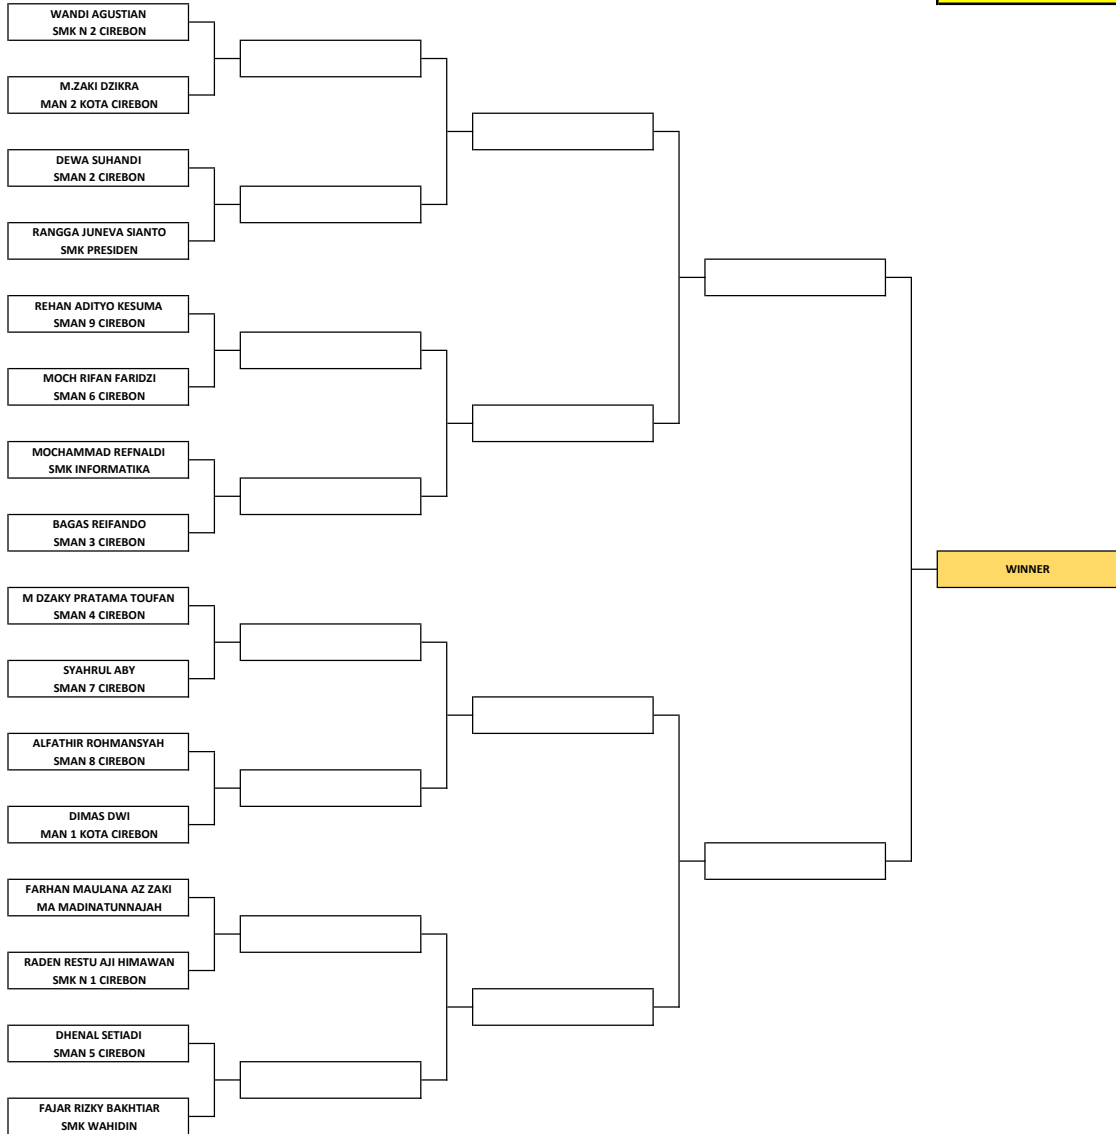 WANDI AGUSTIAN
SMK N 2 CIREBON
M.ZAKI DZIKRA
MAN 2 KOTA CIREBON
DEWA SUHANDI
SMAN 2 CIREBON
RANGGA JUNEVA SIANTO
SMK PRESIDEN
REHAN ADITYO KESUMA
SMAN 9 CIREBON
MOCH RIFAN FARIDZI
SMAN 6 CIREBON
MOCHAMMAD REFNALDI
SMK INFORMATIKA
BAGAS REIFANDO
SMAN 3 CIREBON
WINNER
M DZAKY PRATAMA TOUFAN
SMAN 4 CIREBON
SYAHRUL ABY
SMAN 7 CIREBON
ALFATHIR ROHMANSYAH
SMAN 8 CIREBON
DIMAS DWI
MAN 1 KOTA CIREBON
FARHAN MAULANA AZ ZAKI
MA MADINATUNNAJAH
RADEN RESTU AJI HIMAWAN
SMK N 1 CIREBON
DHENAL SETIADI
SMAN 5 CIREBON
FAJAR RIZKY BAKHTIAR
SMK WAHIDIN